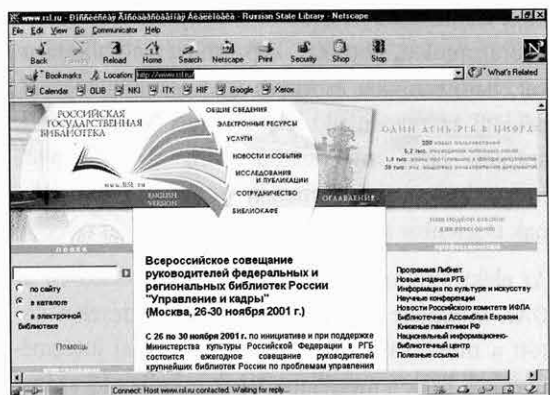 www.rsl.ru - Russian State Library - Netscape
File Edit View Go Communicator Help
Back Reload Home Search Netscape Print Security Shop Stop
Bookmarks Location: http://www.rsl.ru/ What's Related
Calendar OLIB NKI ITK HIF Google Xerox
РОССИЙСКАЯ
ГОСУДАРСТВЕННАЯ
БИБЛИОТЕКА
www.RSL.ru
ОБЩИЕ СВЕДЕНИЯ
ЭЛЕКТРОННЫЕ РЕСУРСЫ
УСЛУГИ
НОВОСТИ И СОБЫТИЯ
ИССЛЕДОВАНИЯ
И ПУБЛИКАЦИИ
СОТРУДНИЧЕСТВО
БИБЛИОКАФЕ
ОДИН ДЕНЬ РГБ В ЦИФРАХ
ENGLISH
VERSION
ОГЛАВЛЕНИЕ
поиск
по сайту
в каталоге
в электронной
библиотеке
Помощь
Всероссийское совещание
руководителей федеральных и
региональных библиотек России
"Управление и кадры"
(Москва, 26-30 ноября 2001 г.)
С 26 по 30 ноября 2001 г. по инициативе и при поддержке
Министерства культуры Российской Федерации в РГБ
состоится ежегодное совещание руководителей
крупнейших библиотек России по проблемам управления
Программа Либнет
Новые издания РГБ
Информация по культуре и искусству
Научные конференции
Новости Российского комитета ИФЛА
Библиотечная Ассамблея Евразии
Книжные памятники РФ
Национальный информационно-
библиотечный центр
Полезные ссылки
Connect: Host www.rsl.ru contacted. Waiting for reply...